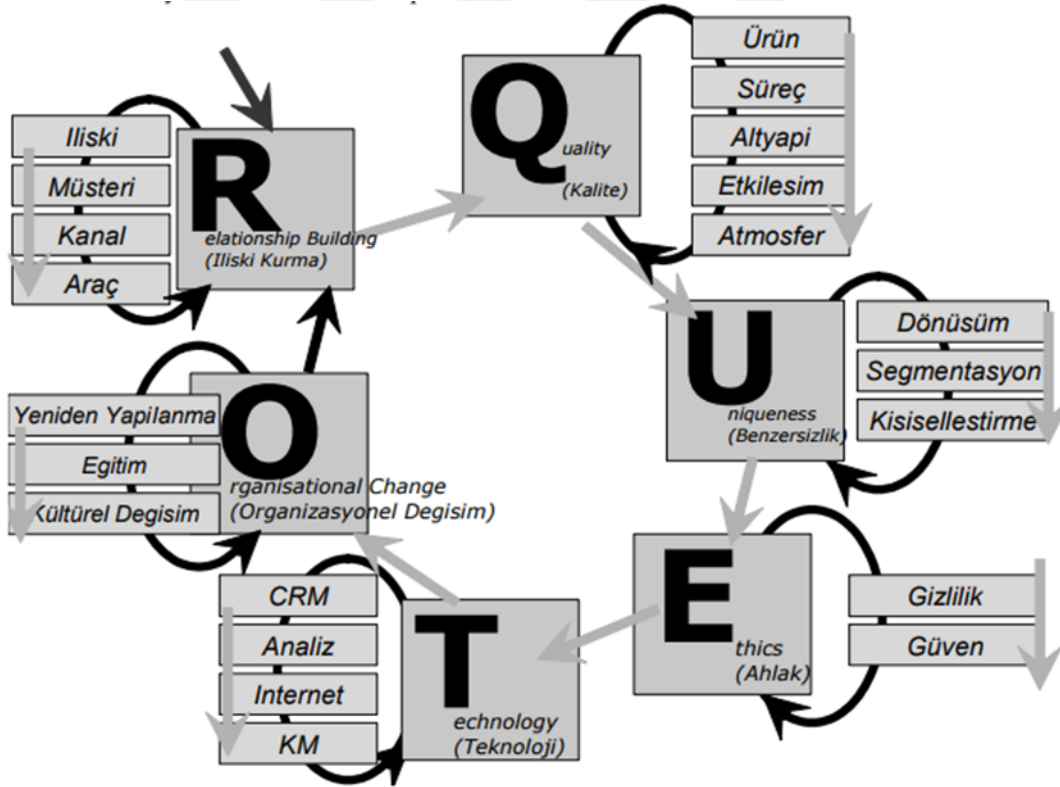 R
elationship Building
(Iliski Kurma)
Iliski
Müsteri
Kanal
Araç
Q
uality
(Kalite)
Ürün
Süreç
Altyapi
Etkilesim
Atmosfer
U
niqueness
(Benzersizlik)
Dönüsüm
Segmentasyon
Kisisellestirme
E
thics
(Ahlak)
Gizlilik
Güven
T
echnology
(Teknoloji)
CRM
Analiz
Internet
KM
O
rganisational Change
(Organizasyonel Degisim)
Yeniden Yapilanma
Egitim
Kültürel Degisim